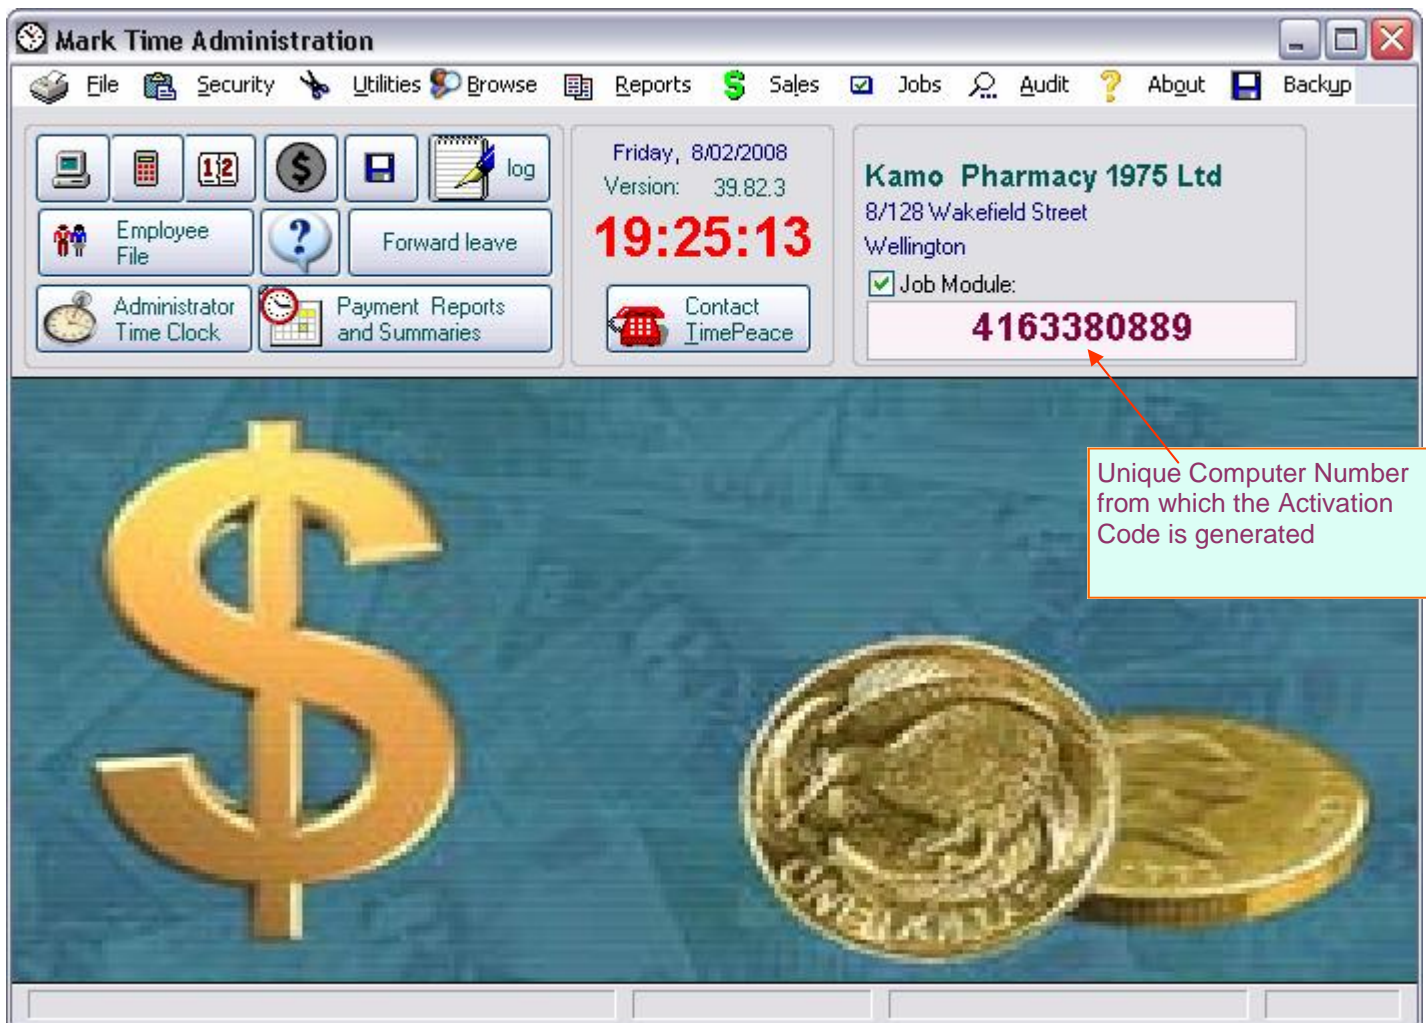 Mark Time Administration
File Security Utilities Browse Reports Sales Jobs Audit About Backup
12
log
Employee
File
Forward leave
Administrator
Time Clock
Payment Reports
and Summaries
Friday, 8/02/2008
Version: 39.82.3
19:25:13
Contact
TimePeace
Kamo Pharmacy 1975 Ltd
8/128 Wakefield Street
Wellington
Job Module:
4163380889
Unique Computer Number
from which the Activation
Code is generated